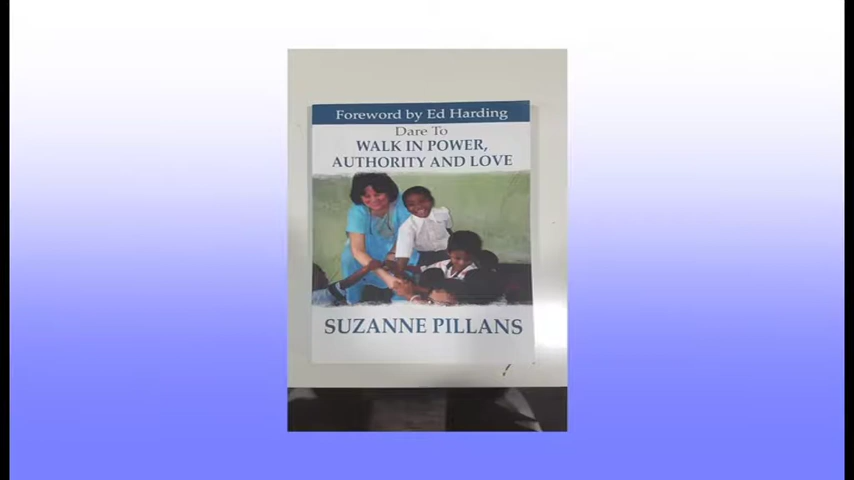 Foreword by Ed Harding
Dare To
WALK IN POWER,
AUTHORITY AND LOVE
SUZANNE PILLANS